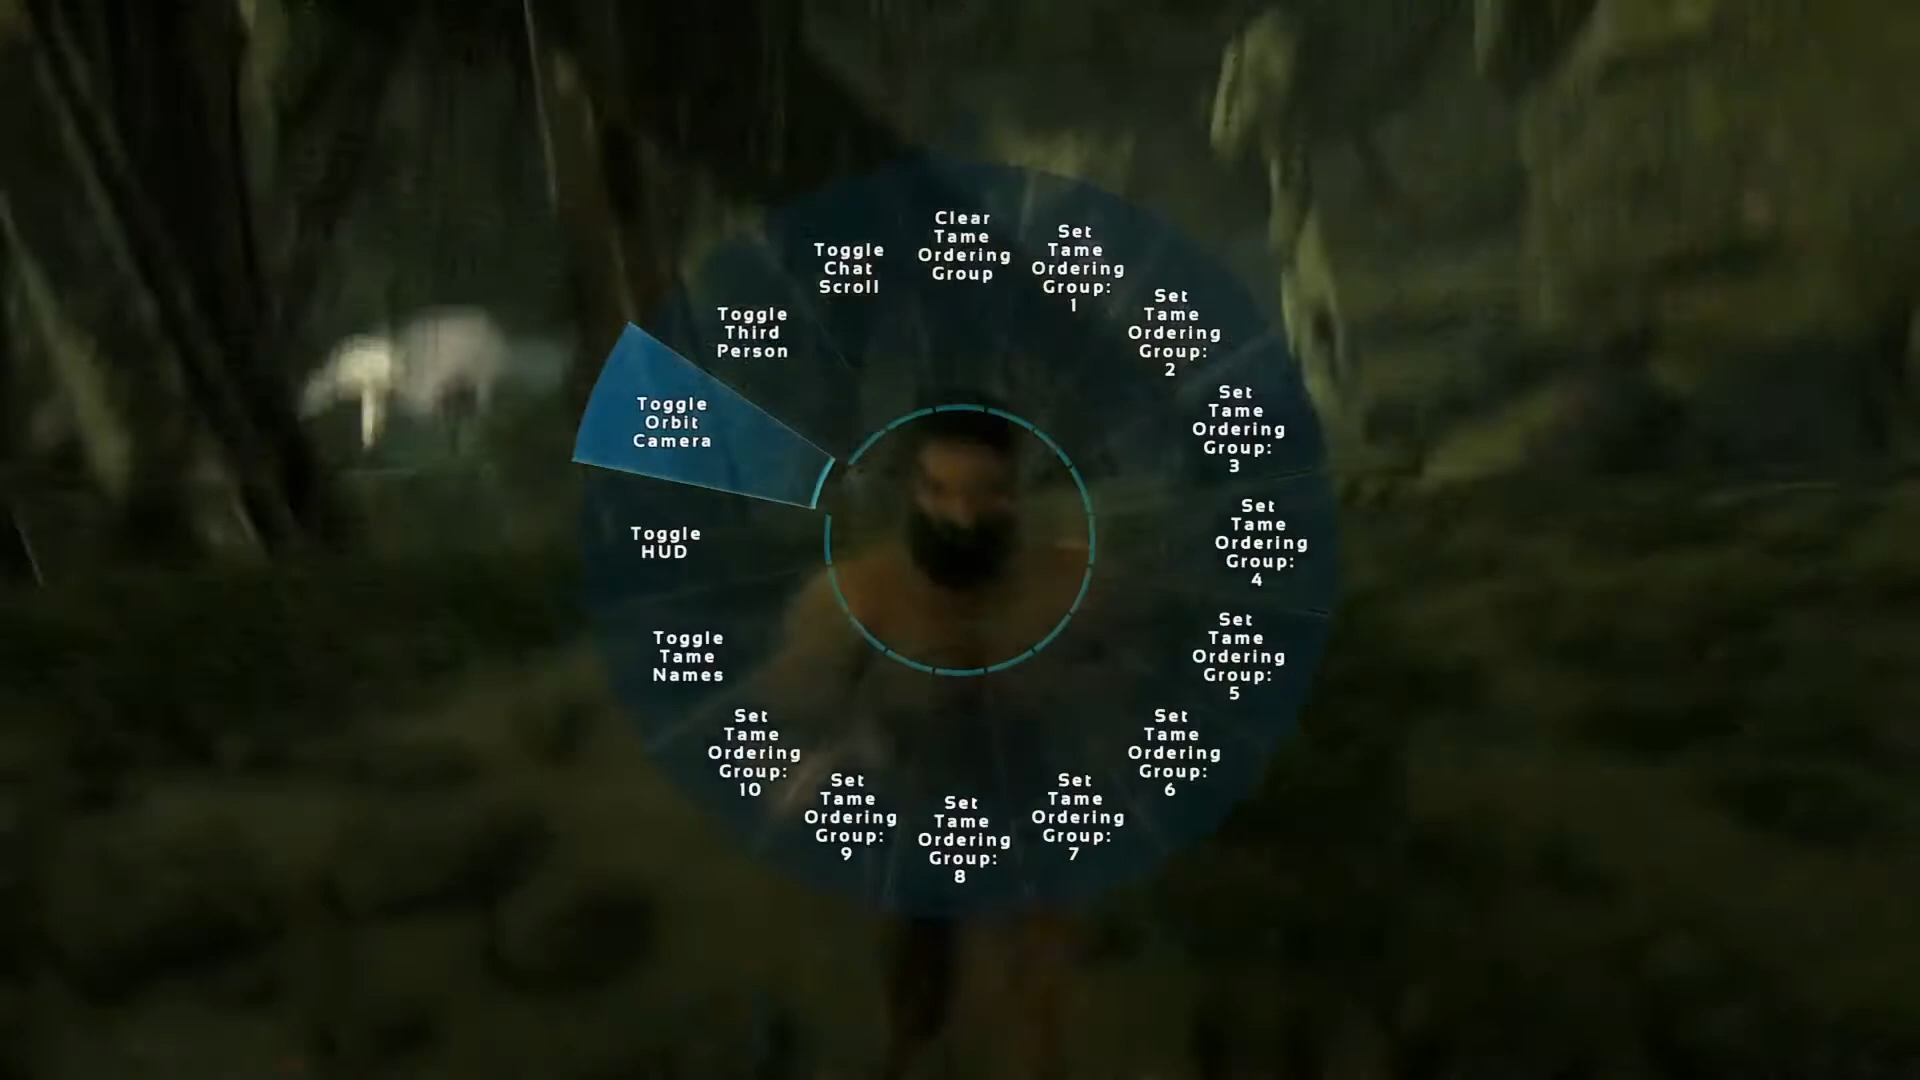 Clear
Tame
Ordering
Group
Set
Tame
Ordering
Group:
1
Set
Tame
Ordering
Group:
2
Set
Tame
Ordering
Group:
3
Set
Tame
Ordering
Group:
4
Set
Tame
Ordering
Group:
5
Set
Tame
Ordering
Group:
6
Set
Tame
Ordering
Group:
7
Set
Tame
Ordering
Group:
8
Set
Tame
Ordering
Group:
9
Set
Tame
Ordering
Group:
10
Toggle
Tame
Names
Toggle
HUD
Toggle
Orbit
Camera
Toggle
Third
Person
Toggle
Chat
Scroll